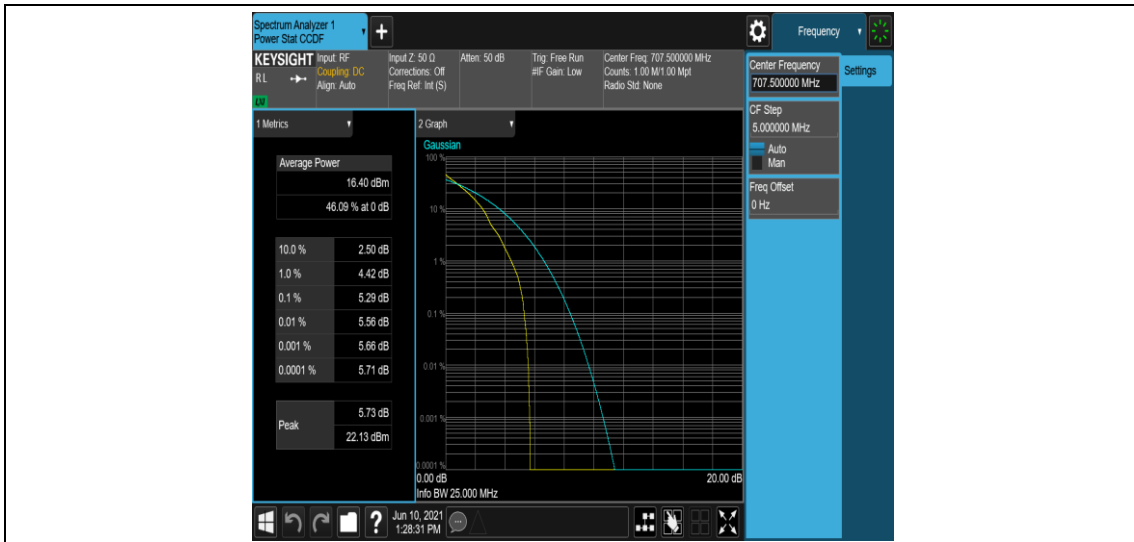 Spectrum Analyzer 1
Power Stat CCDF
+
Frequency
KEYSIGHT
RL
LXI
Input: RF
Coupling: DC
Align: Auto
Input Z: 50 Ω
Corrections: Off
Freq Ref: Int (S)
Atten: 50 dB
Trig: Free Run
#IF Gain: Low
Center Freq: 707.500000 MHz
Counts: 1.00 M/1.00 Mpt
Radio Std: None
Center Frequency
707.500000 MHz
Settings
CF Step
5.000000 MHz
Auto
Man
Freq Offset
0 Hz
1 Metrics
Average Power
16.40 dBm
46.09 % at 0 dB
10.0 % 2.50 dB
1.0 % 4.42 dB
0.1 % 5.29 dB
0.01 % 5.56 dB
0.001 % 5.66 dB
0.0001 % 5.71 dB
Peak
5.73 dB
22.13 dBm
2 Graph
Gaussian
100 %
10 %
1 %
0.1 %
0.01 %
0.001 %
0.0001 %
0.00 dB 20.00 dB
Info BW 25.000 MHz
?
Jun 10, 2021
1:28:31 PM